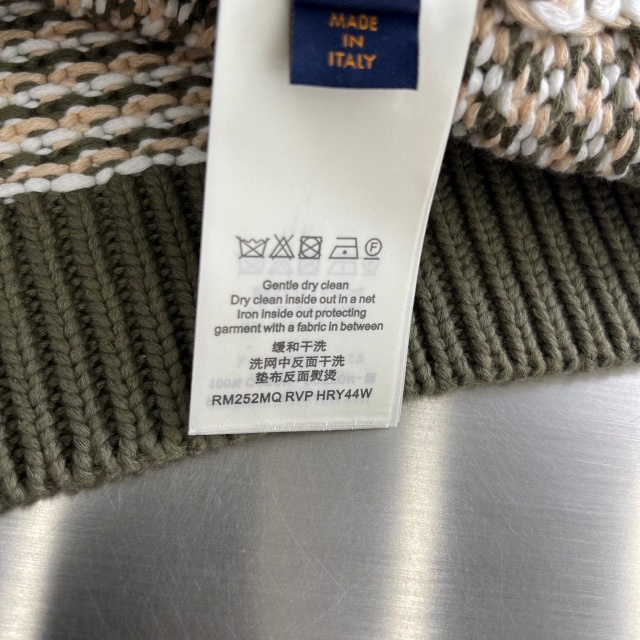 MADE
IN
ITALY
Gentle dry clean
Dry clean inside out in a net
Iron inside out protecting
garment with a fabric in between
缓和干洗
洗网中反面干洗
垫布反面熨烫
RM252MQ RVP HRY44W